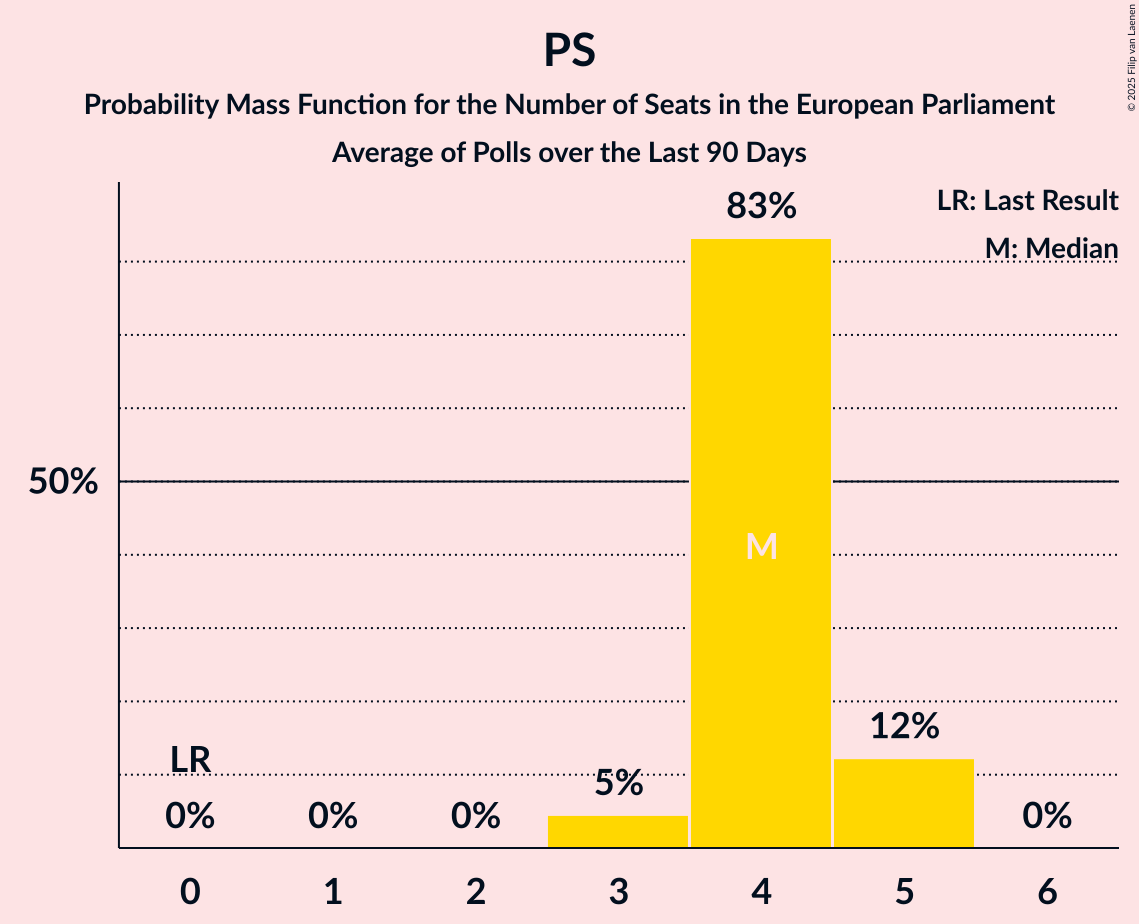 PS
Probability Mass Function for the Number of Seats in the European Parliament
Average of Polls over the Last 90 Days
© 2025 Filip van Laenen
LR: Last Result
M: Median
83%
50%
M
12%
LR
5%
0% 0% 0% 0%
0 1 2 3 4 5 6